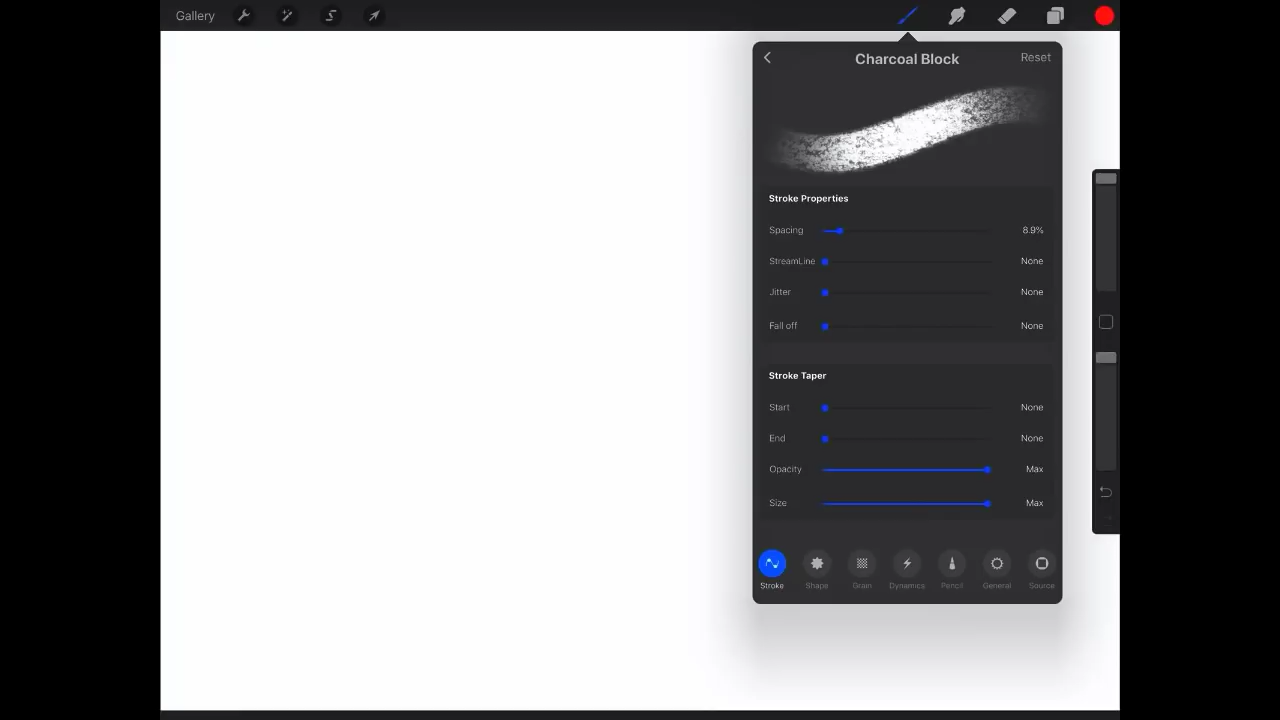 Gallery
Charcoal Block
Reset
Stroke Properties
Spacing 8.9%
StreamLine None
Jitter None
Fall off None
Stroke Taper
Start None
End None
Opacity Max
Size Max
Stroke Shape Grain Dynamics Pencil General Source